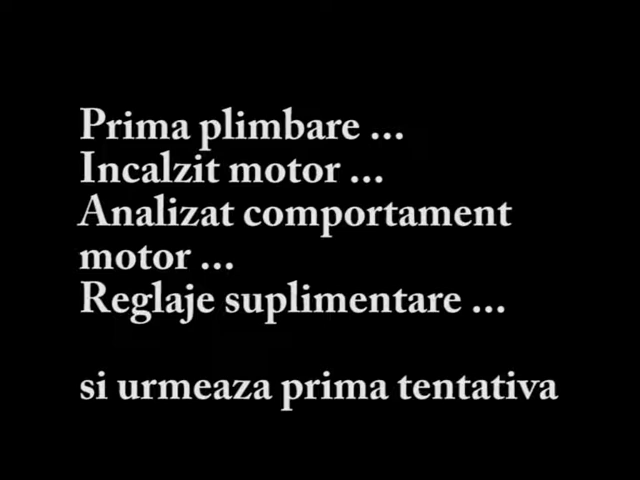 Prima plimbare ...
Incalzit motor ...
Analizat comportament
motor ...
Reglaje suplimentare ...
si urmeaza prima tentativa